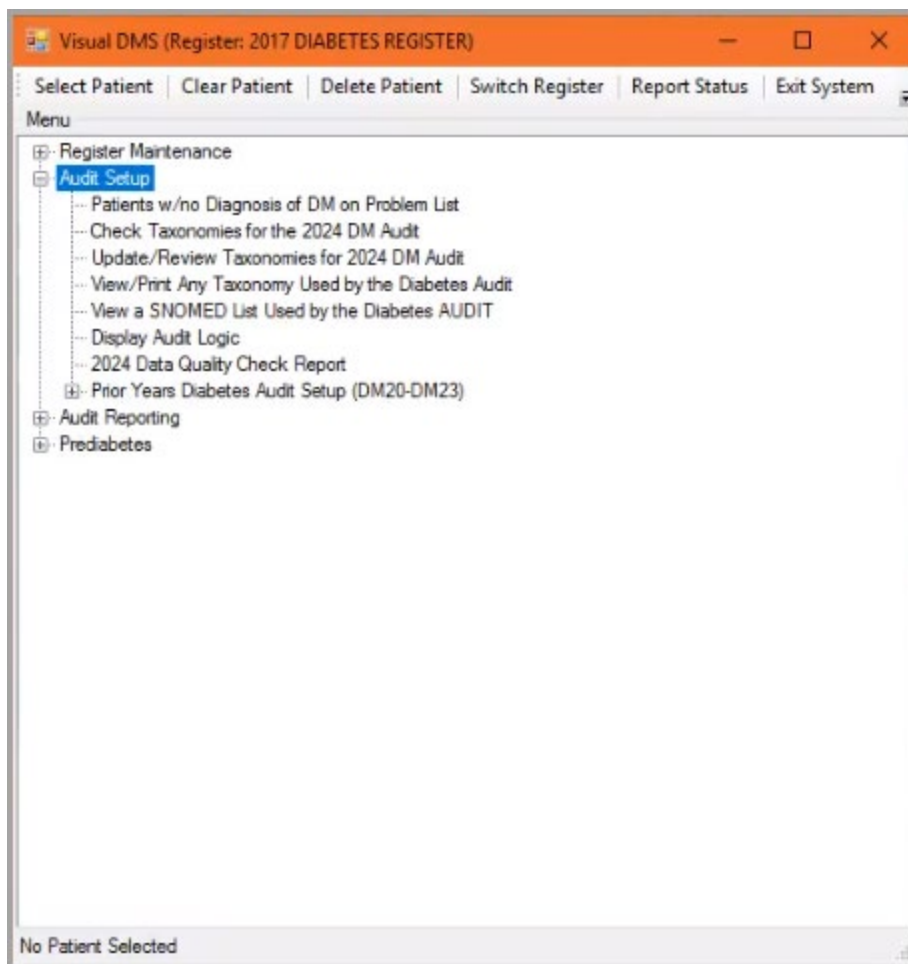 Visual DMS (Register: 2017 DIABETES REGISTER)
Select Patient Clear Patient Delete Patient Switch Register Report Status Exit System
Menu
Register Maintenance
Audit Setup
Patients w/no Diagnosis of DM on Problem List
Check Taxonomies for the 2024 DM Audit
Update/Review Taxonomies for 2024 DM Audit
View/Print Any Taxonomy Used by the Diabetes Audit
View a SNOMED List Used by the Diabetes AUDIT
Display Audit Logic
2024 Data Quality Check Report
Prior Years Diabetes Audit Setup (DM20-DM23)
Audit Reporting
Prediabetes
No Patient Selected